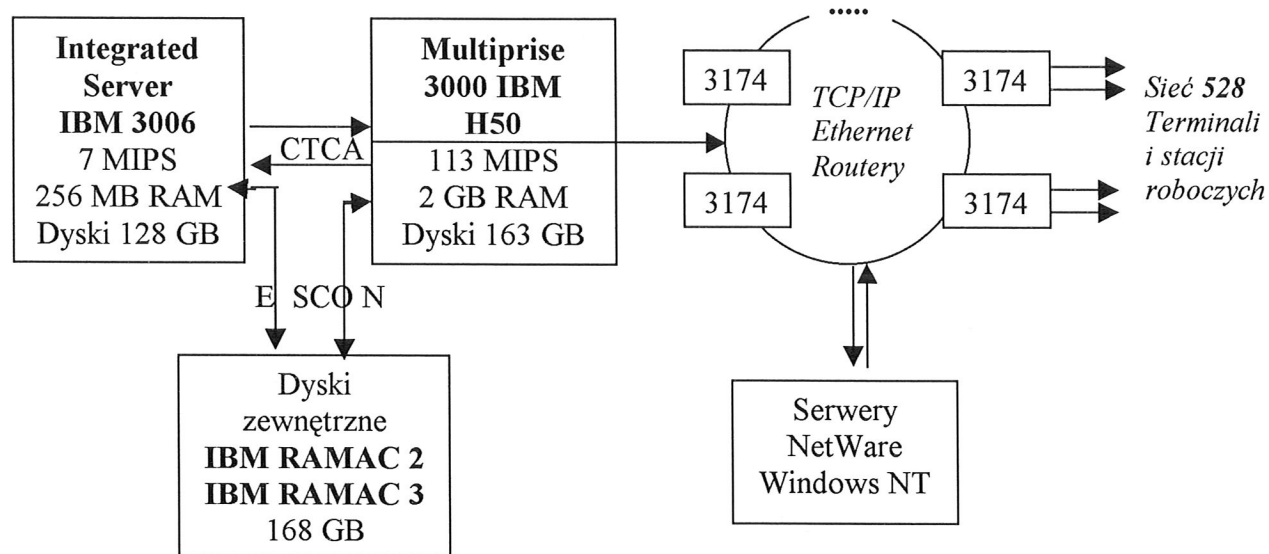 Integrated
Server
IBM 3006
7 MIPS
256 MB RAM
Dyski 128 GB
CTCA
Multiprise
3000 IBM
H50
113 MIPS
2 GB RAM
Dyski 163 GB
E SCO N
Dyski
zewnętrzne
IBM RAMAC 2
IBM RAMAC 3
168 GB
.....
3174
3174
3174
3174
TCP/IP
Ethernet
Routery
Sieć 528
Terminali
i stacji
roboczych
Serwery
NetWare
Windows NT